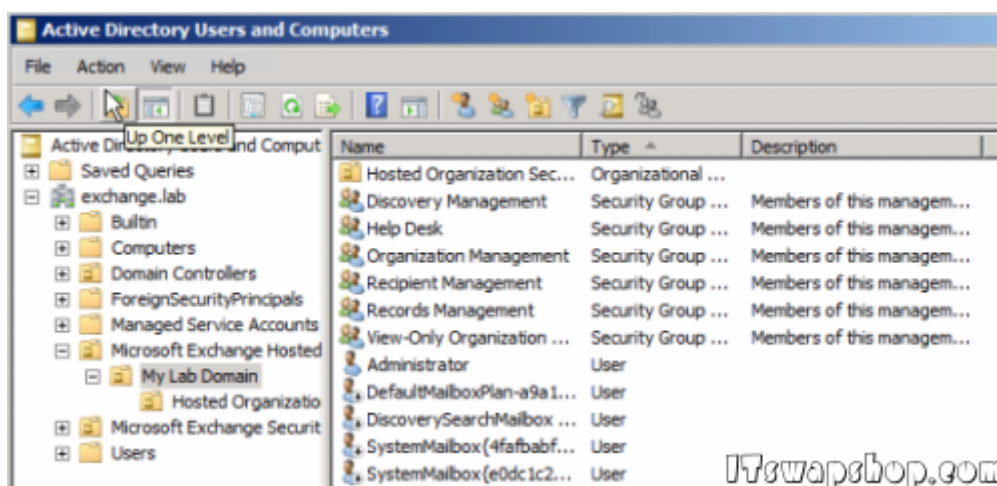 Active Directory Users and Computers
File Action View Help
Up One Level
Active Directory Users and Comput
Saved Queries
exchange.lab
Builtin
Computers
Domain Controllers
ForeignSecurityPrincipals
Managed Service Accounts
Microsoft Exchange Hosted
My Lab Domain
Hosted Organizatio
Microsoft Exchange Securit
Users
Name Type Description
Hosted Organization Sec... Organizational ...
Discovery Management Security Group ... Members of this managem...
Help Desk Security Group ... Members of this managem...
Organization Management Security Group ... Members of this managem...
Recipient Management Security Group ... Members of this managem...
Records Management Security Group ... Members of this managem...
View-Only Organization ... Security Group ... Members of this managem...
Administrator User
DefaultMailboxPlan-a9a1... User
DiscoverySearchMailbox ... User
SystemMailbox{4fafbabf... User
SystemMailbox{e0dc1c2... User
ITswapshop.com